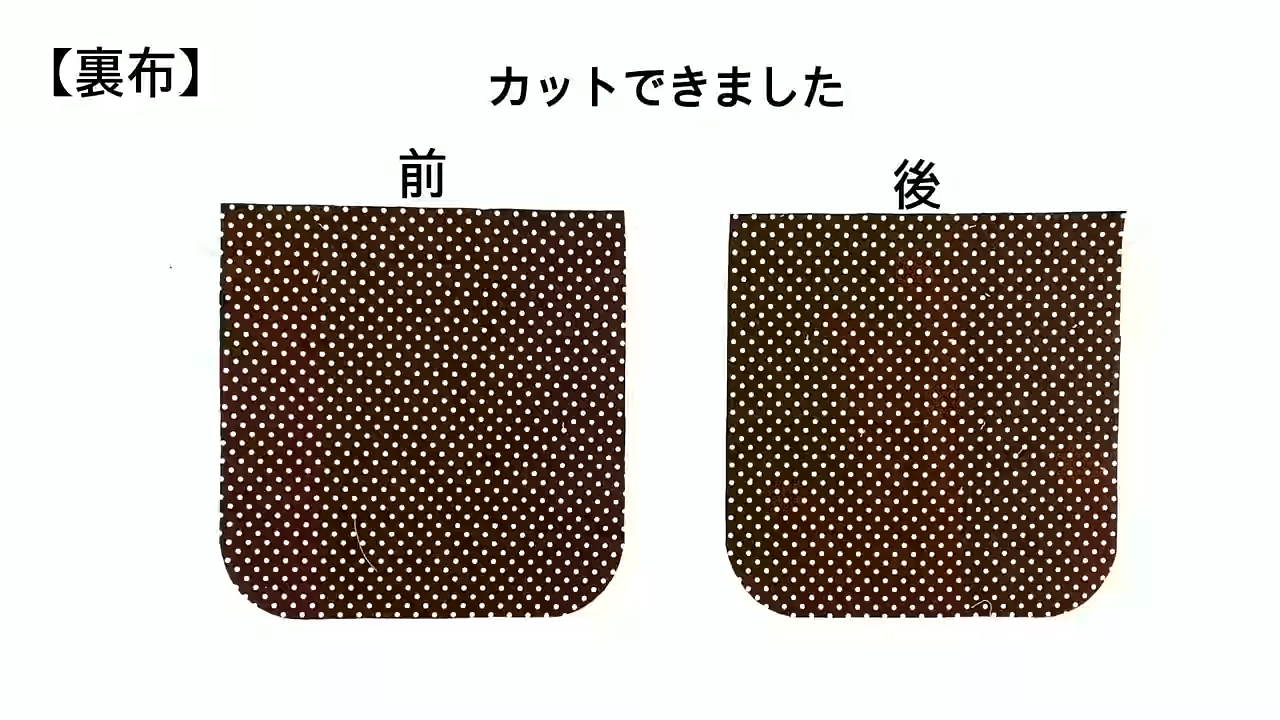 【裏布】
カットできました
前
後